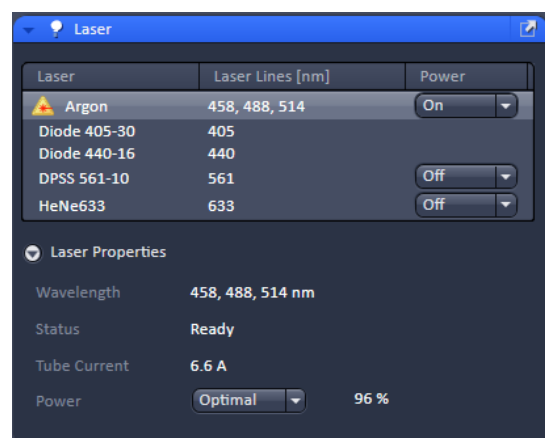 Laser
Laser Laser Lines [nm] Power
Argon 458, 488, 514 On
Diode 405-30 405
Diode 440-16 440
DPSS 561-10 561 Off
HeNe633 633 Off
Laser Properties
Wavelength 458, 488, 514 nm
Status Ready
Tube Current 6.6 A
Power Optimal 96 %